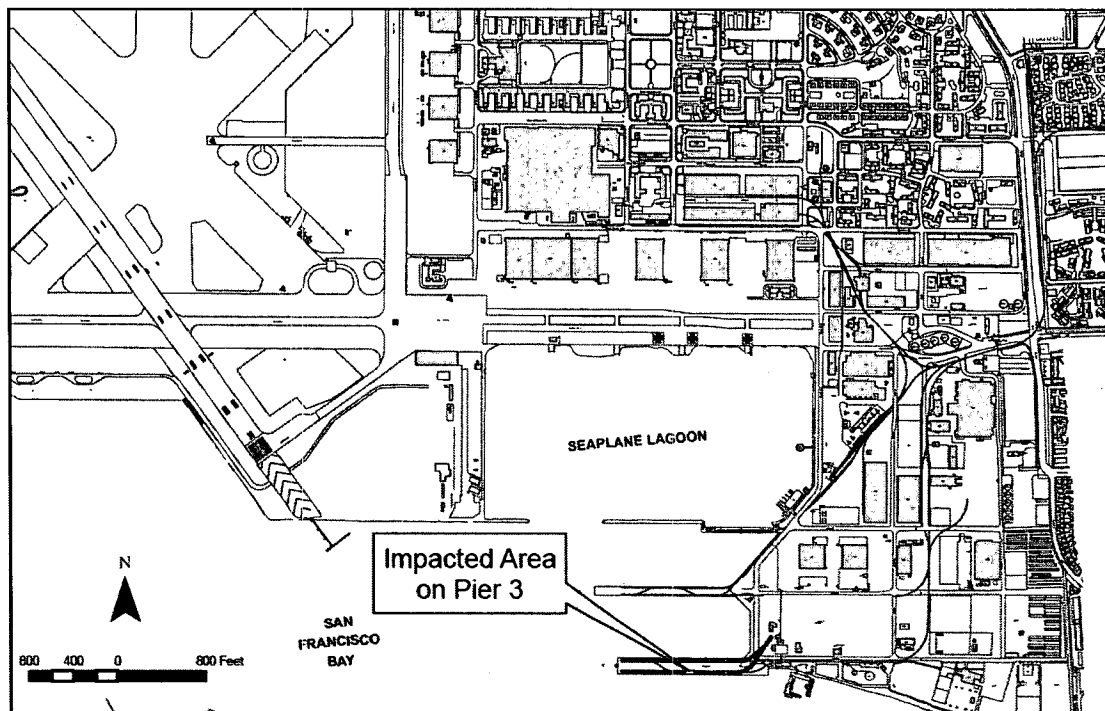 SEAPLANE LAGOON
Impacted Area
on Pier 3
N
SAN
FRANCISCO
BAY
800 400 0 800 Feet